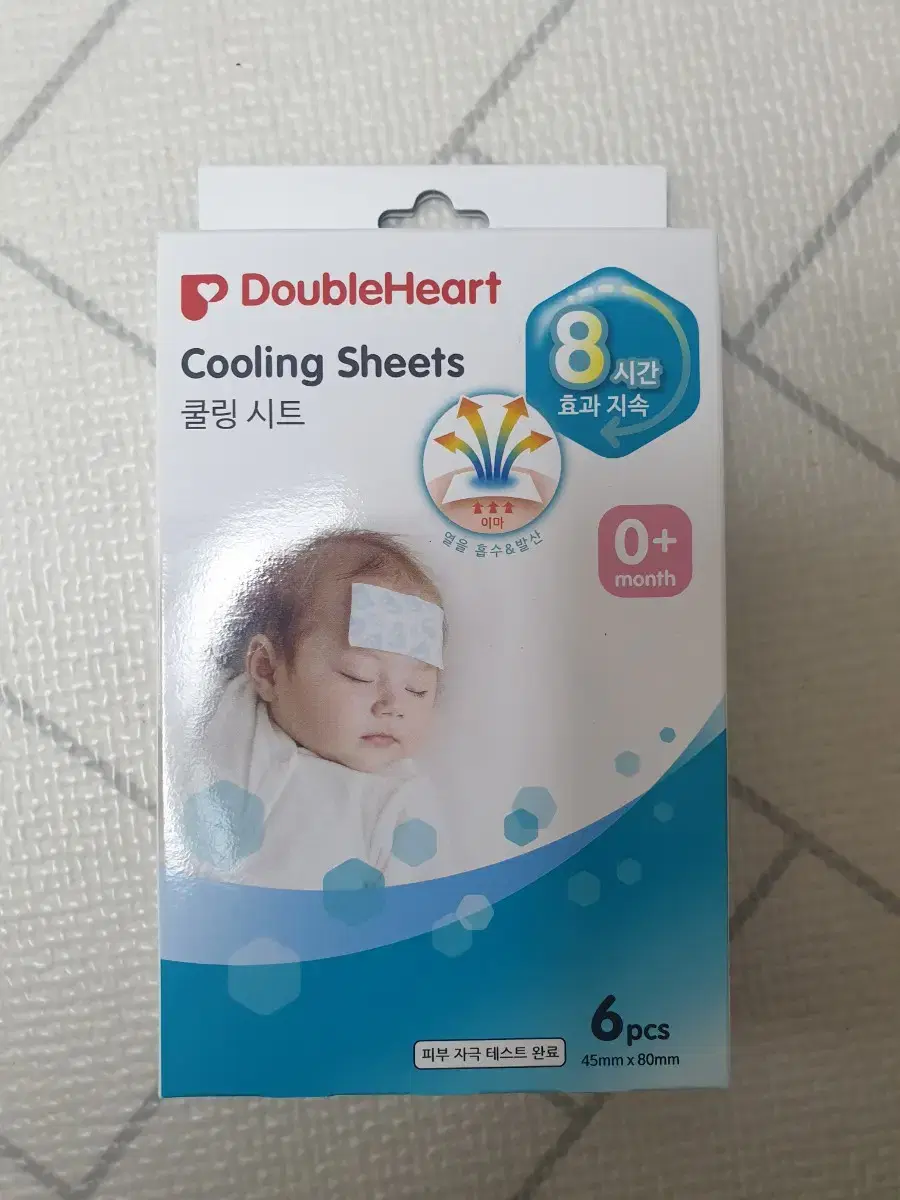 DoubleHeart
Cooling Sheets
쿨링 시트
8시간
효과 지속
이마
열을 흡수&발산
0+
month
6pcs
피부 자극 테스트 완료
45mm x 80mm